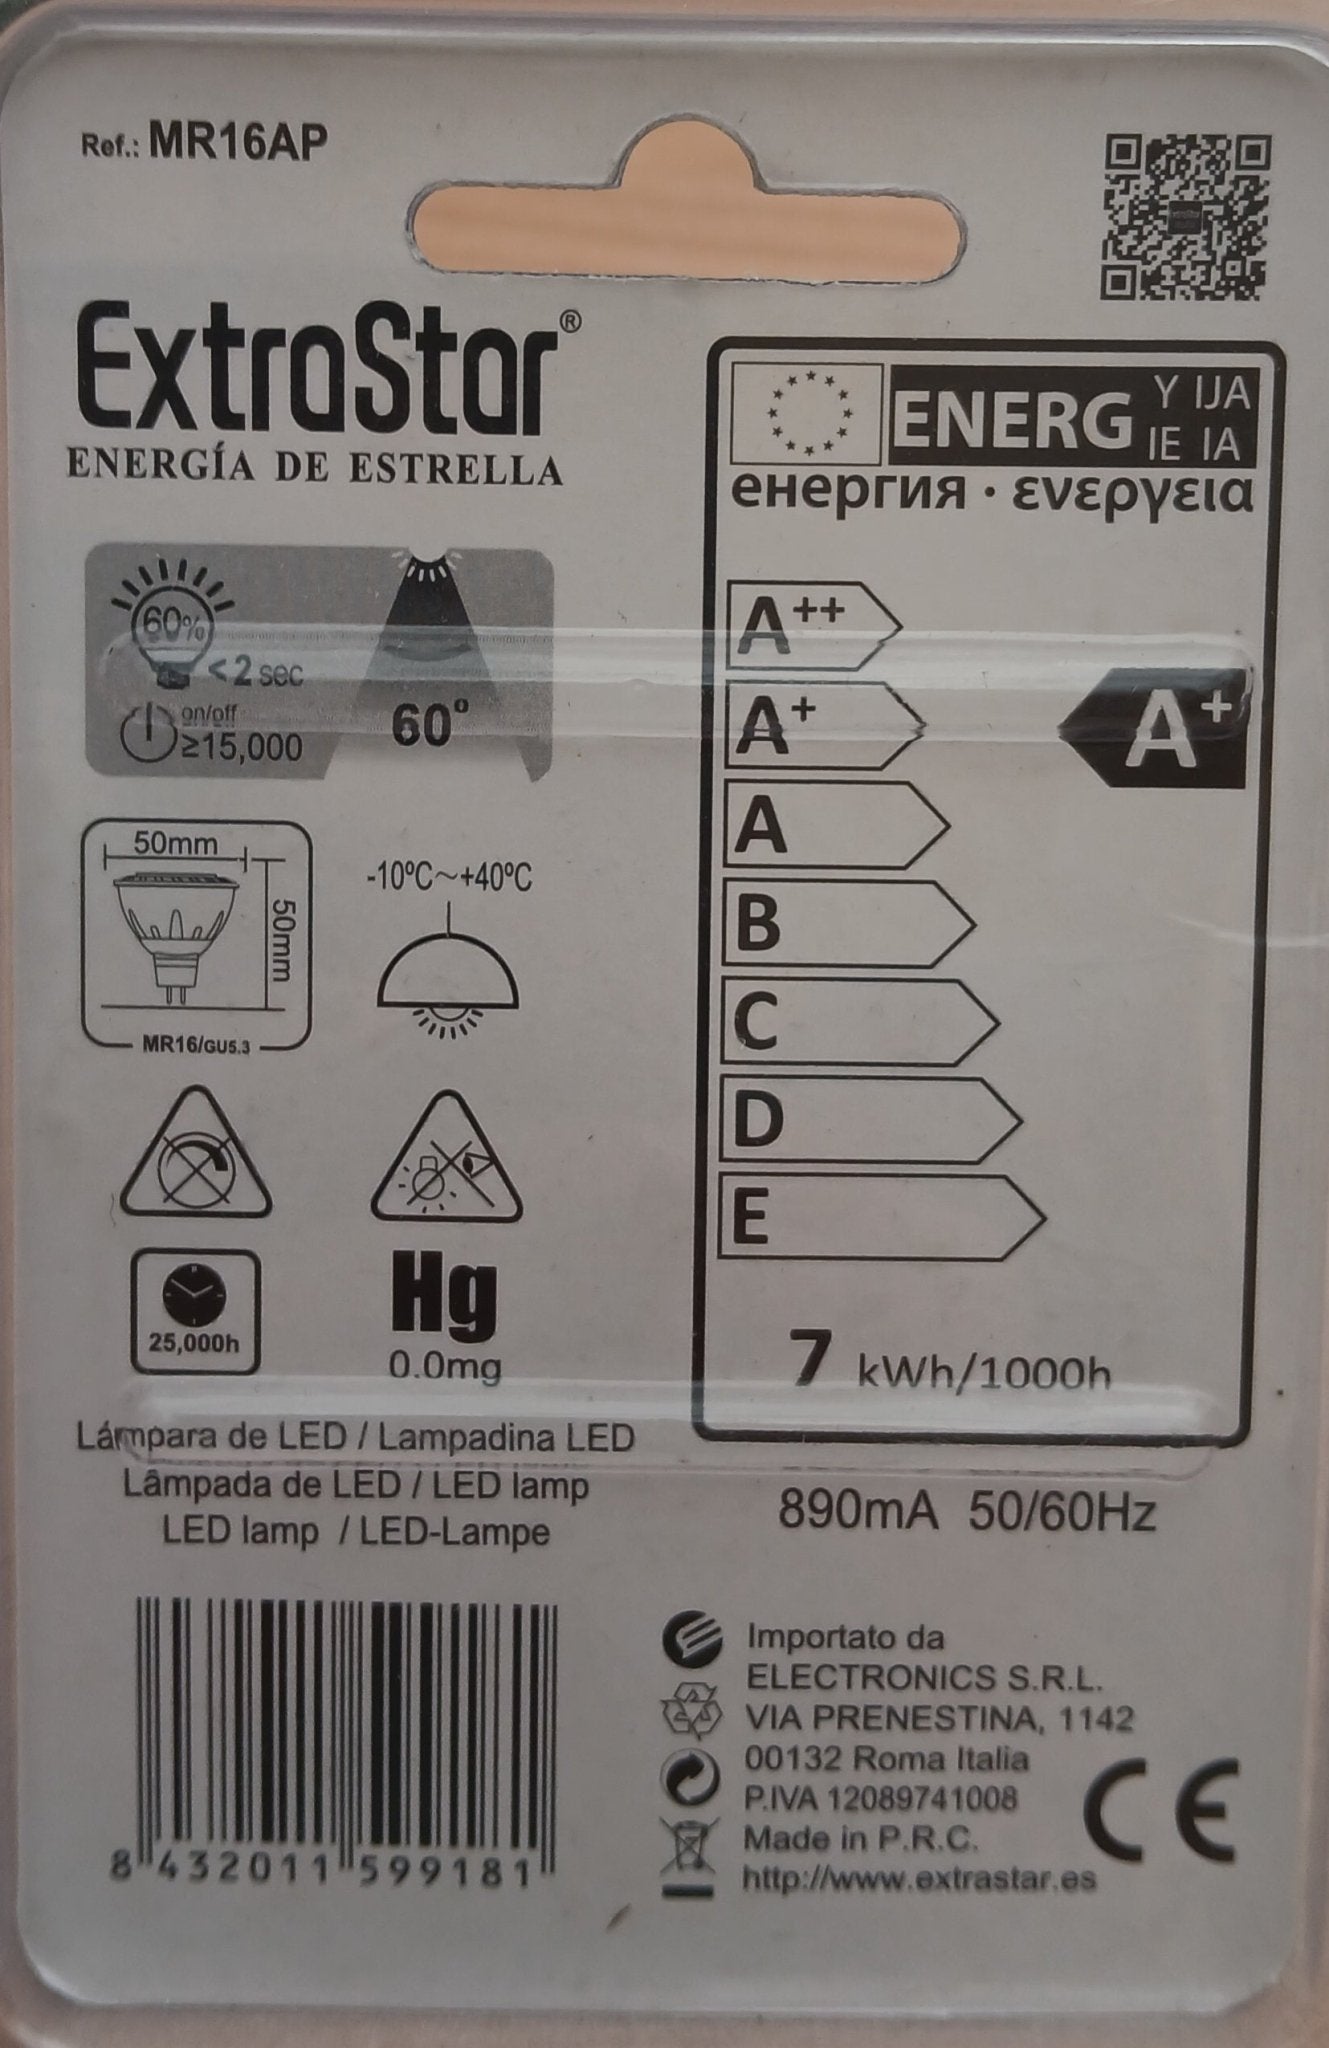 Ref.: MR16AP
ExtraStar®
ENERGÍA DE ESTRELLA
60%
<2 sec
on/off
≥15,000
60°
50mm
50mm
MR16/GU5.3
-10ºC~+40ºC
25,000h
Hg
0.0mg
ENERG Y IJA
IE IA
енергия · ενεργεια
A++
A+
A+
A
B
C
D
E
7 kWh/1000h
Lámpara de LED / Lampadina LED
Lâmpada de LED / LED lamp
LED lamp / LED-Lampe
890mA 50/60Hz
8 432011 599181
Importato da
ELECTRONICS S.R.L.
VIA PRENESTINA, 1142
00132 Roma Italia
P.IVA 12089741008
Made in P.R.C.
http://www.extrastar.es
CE